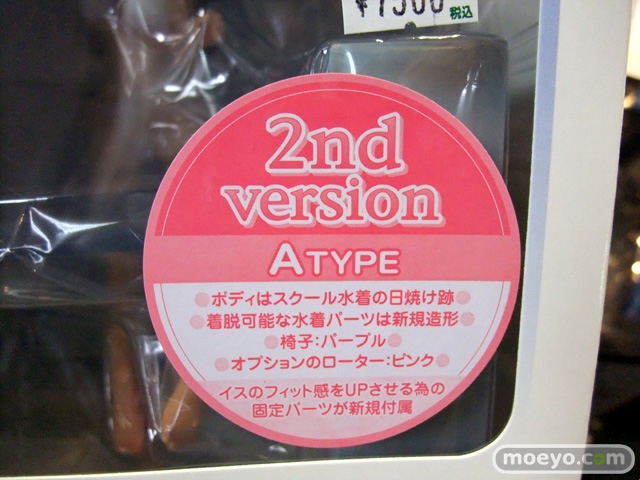 税込
2nd
version
A TYPE
ボディはスクール水着の日焼け跡
着脱可能な水着パーツは新規造形
椅子：パープル
オプションのローター：ピンク
イスのフィット感をUPさせる為の
固定パーツが新規付属
moeyo.com